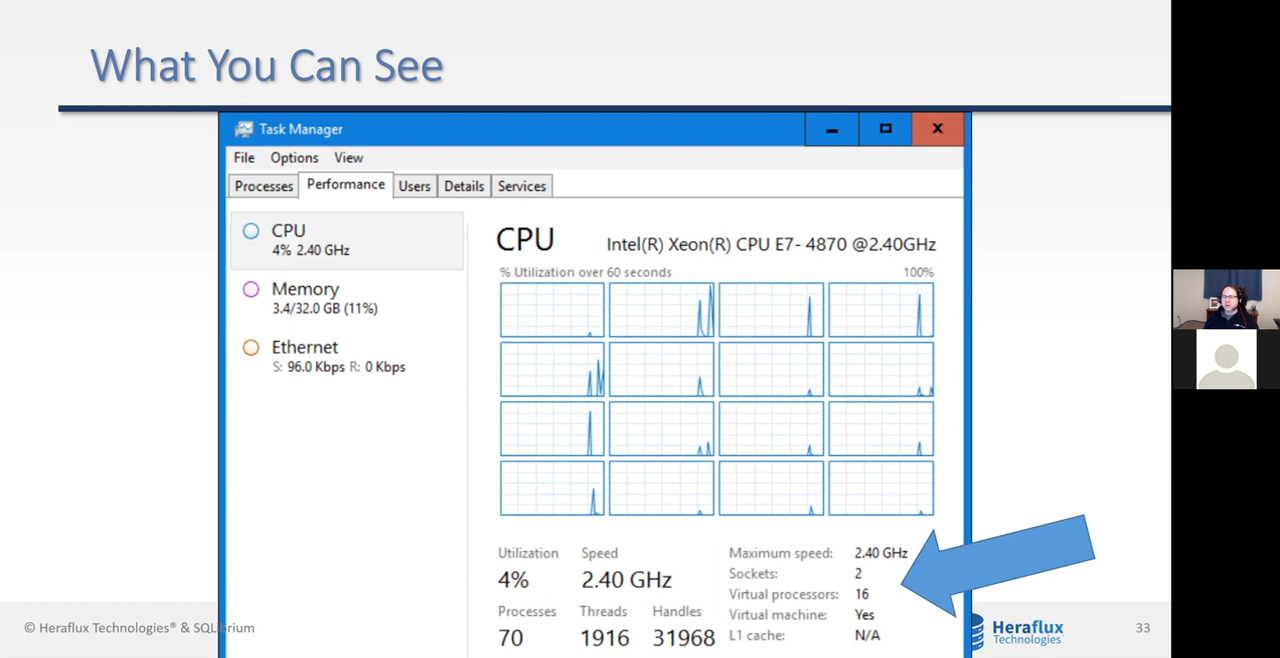 What You Can See
Task Manager
File Options View
Processes Performance Users Details Services
CPU
4% 2.40 GHz
Memory
3.4/32.0 GB (11%)
Ethernet
S: 96.0 Kbps R: 0 Kbps
CPU Intel(R) Xeon(R) CPU E7- 4870 @2.40GHz
% Utilization over 60 seconds 100%
Utilization Speed
4% 2.40 GHz
Processes Threads Handles
70 1916 31968
Maximum speed: 2.40 GHz
Sockets: 2
Virtual processors: 16
Virtual machine: Yes
L1 cache: N/A
© Heraflux Technologies® & SQLibrium
Heraflux
Technologies
33